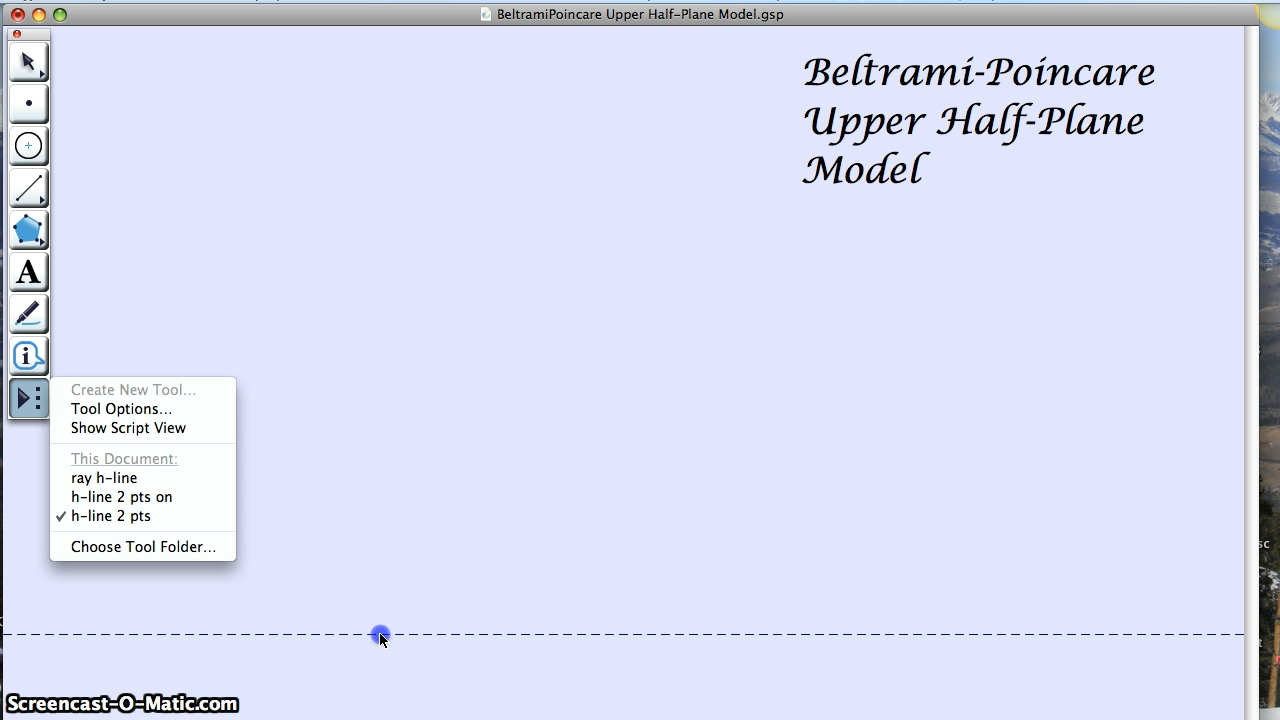 BeltramiPoincare Upper Half-Plane Model.gsp
Beltrami-Poincare
Upper Half-Plane
Model
A
i
Create New Tool...
Tool Options...
Show Script View
This Document:
ray h-line
h-line 2 pts on
✓ h-line 2 pts
Choose Tool Folder...
sc
Screencast-O-Matic.com